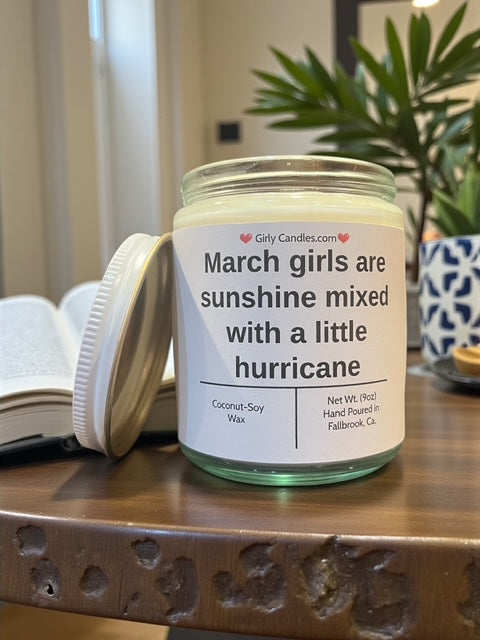 ❤ Girly Candles.com ❤
March girls are
sunshine mixed
with a little
hurricane
Coconut-Soy
Wax
Net Wt. (9oz)
Hand Poured in
Fallbrook, Ca.